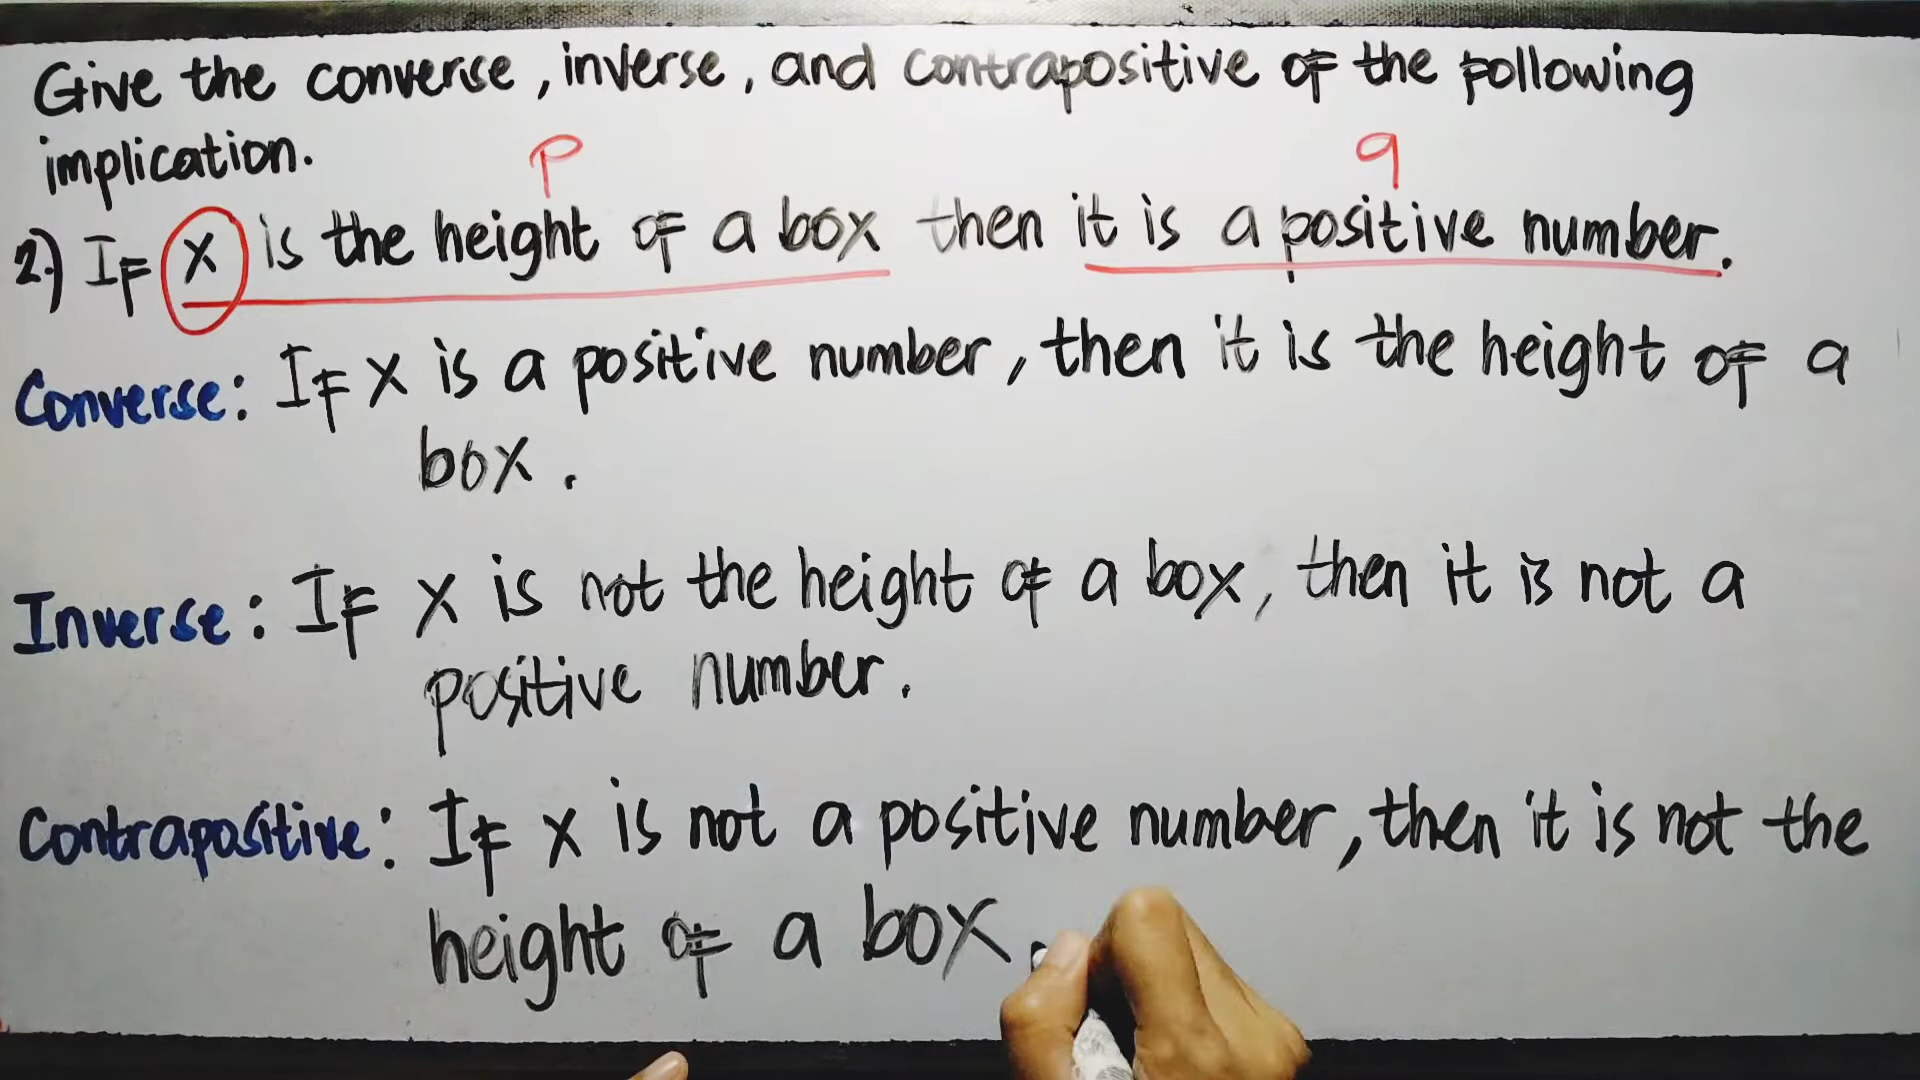 Give the converse, inverse, and contrapositive of the following
implication.
p q
2.) If x is the height of a box then it is a positive number.
Converse: If x is a positive number, then it is the height of a
box.
Inverse: If x is not the height of a box, then it is not a
positive number.
Contrapositive: If x is not a positive number, then it is not the
height of a box.